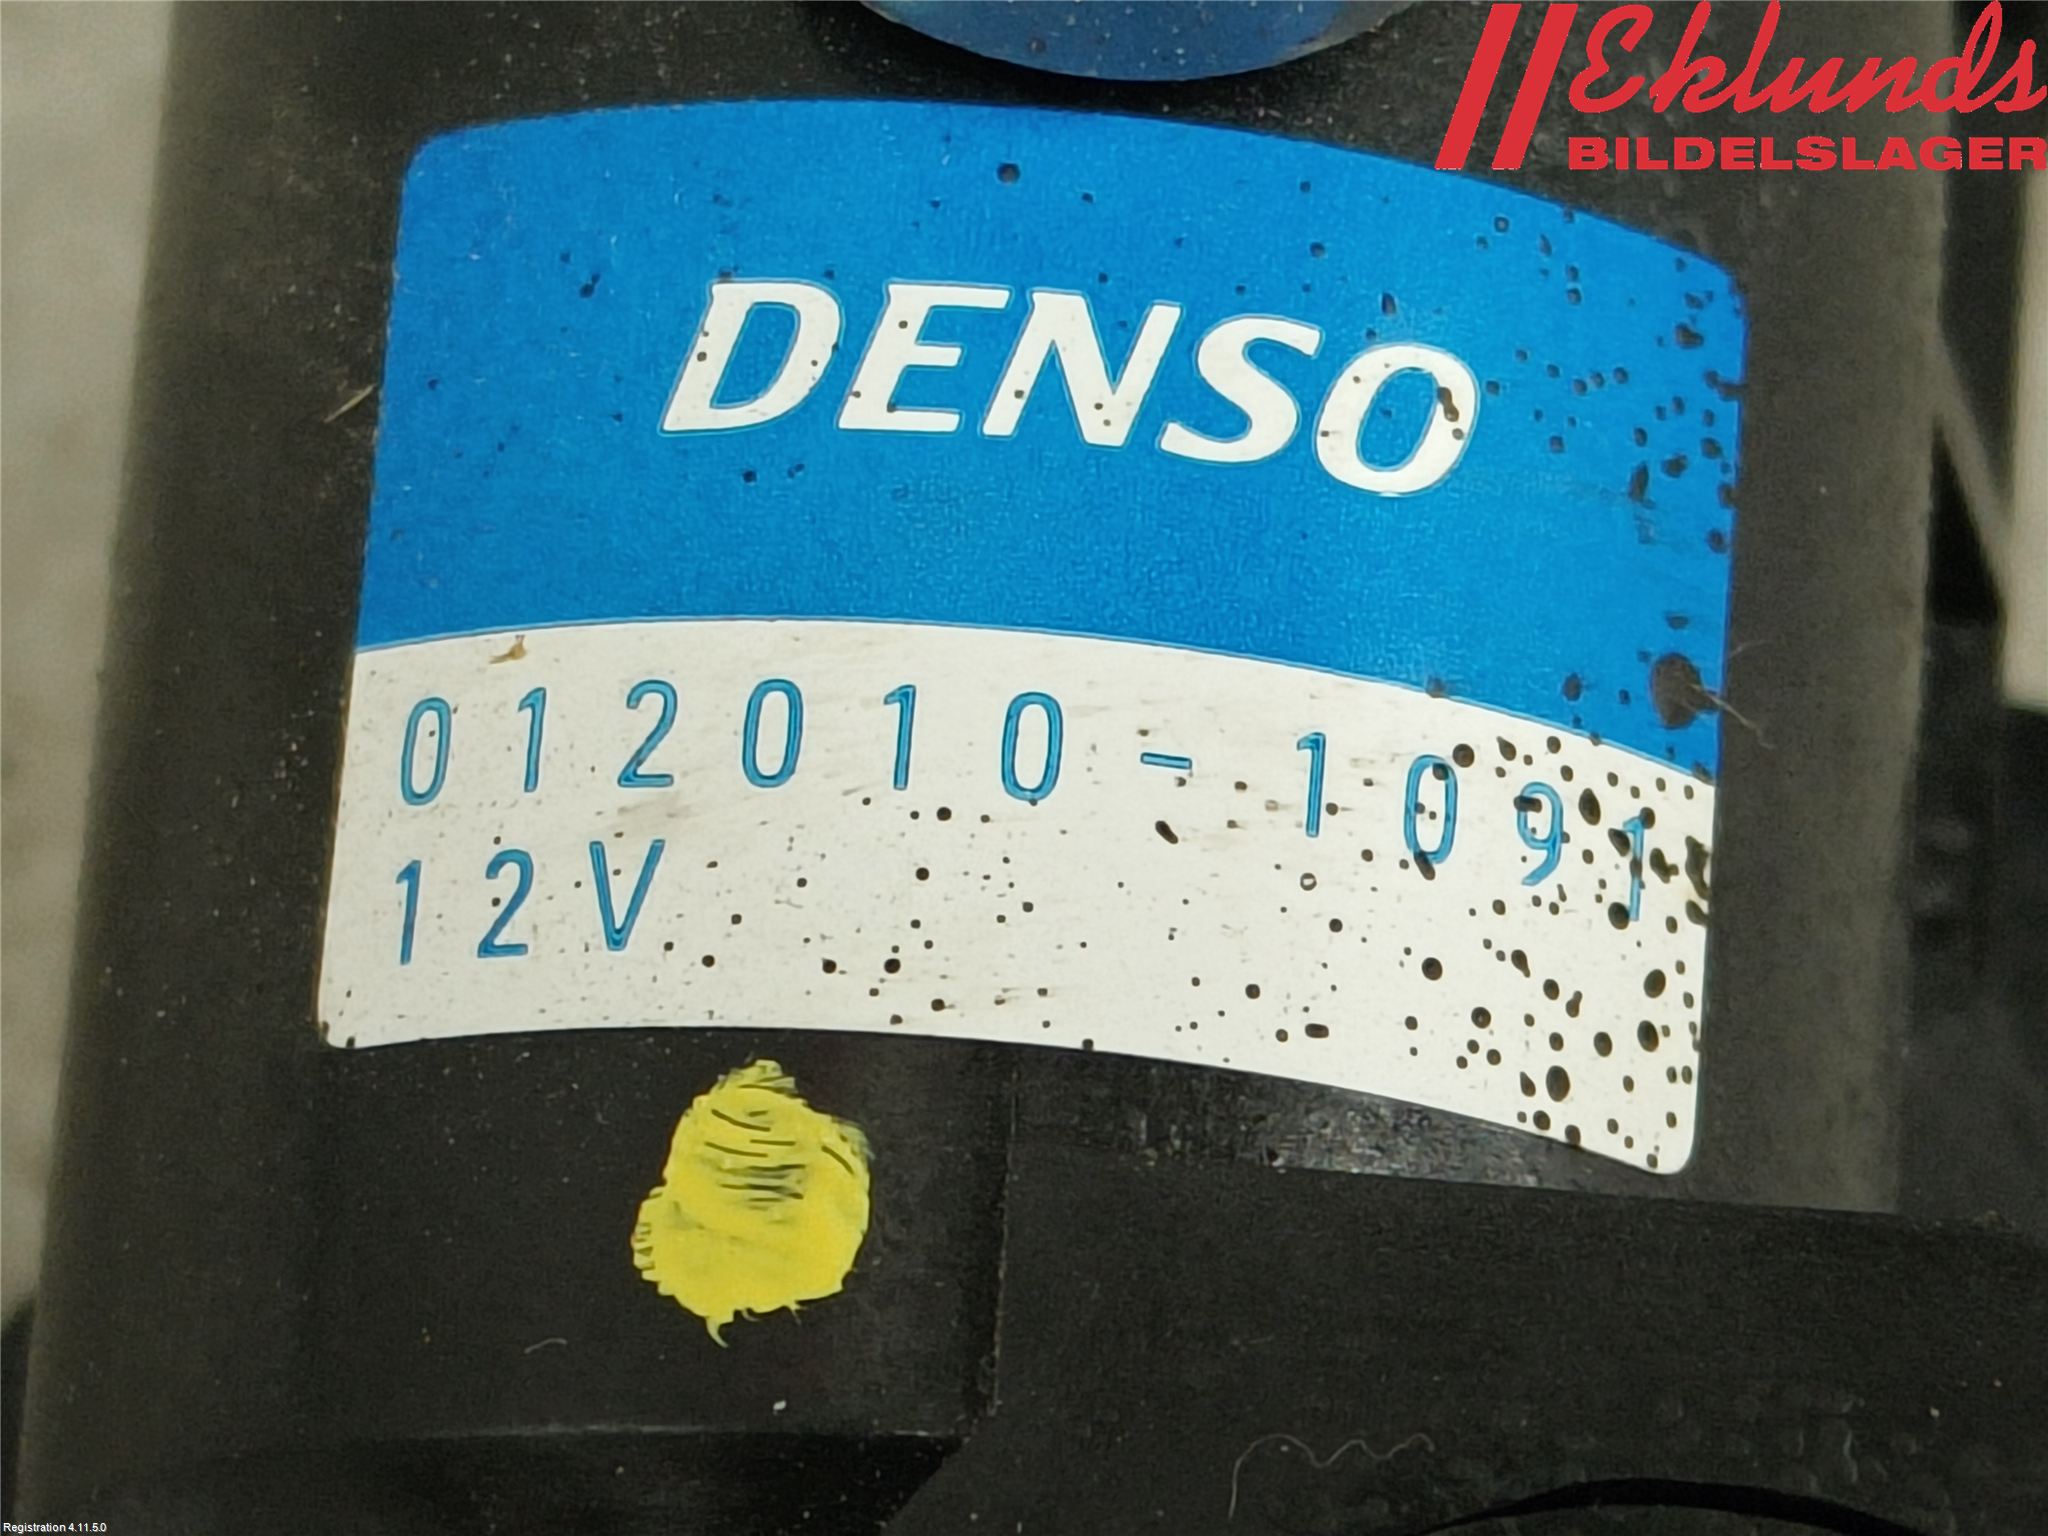 Eklunds
BILDELSLAGER
DENSO
012010-1091
12V
Registration 4.11.5.0